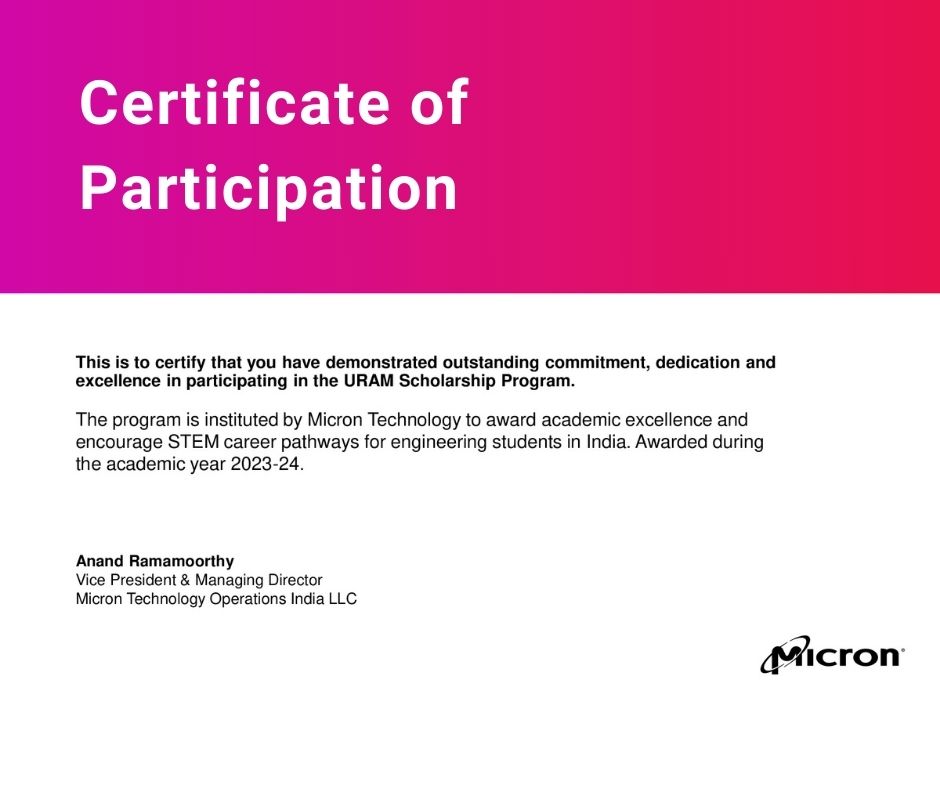 Certificate of
Participation
This is to certify that you have demonstrated outstanding commitment, dedication and
excellence in participating in the URAM Scholarship Program.
The program is instituted by Micron Technology to award academic excellence and
encourage STEM career pathways for engineering students in India. Awarded during
the academic year 2023-24.
Anand Ramamoorthy
Vice President & Managing Director
Micron Technology Operations India LLC
Micron